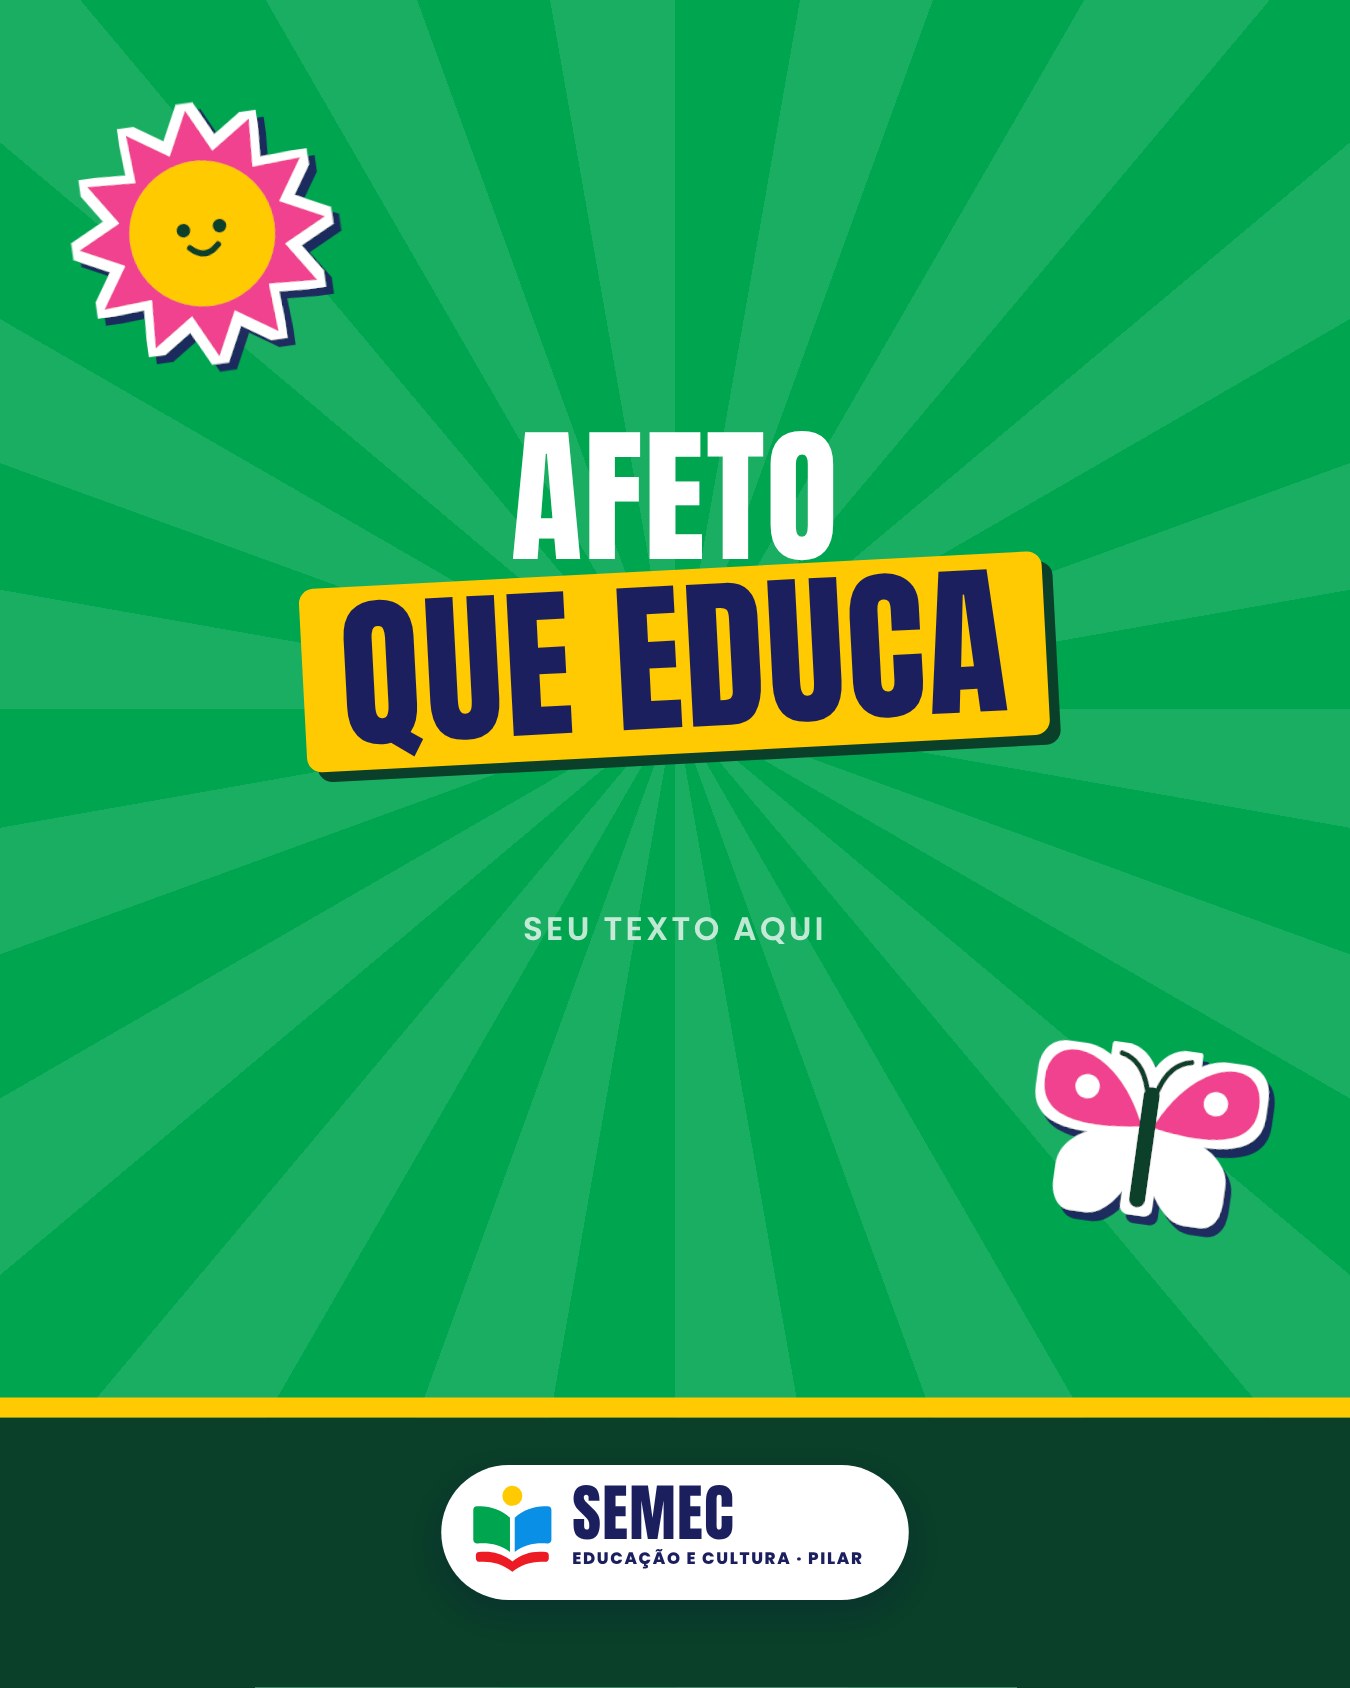 AFETO
QUE EDUCA
SEU TEXTO AQUI
SEMEC
EDUCAÇÃO E CULTURA · PILAR